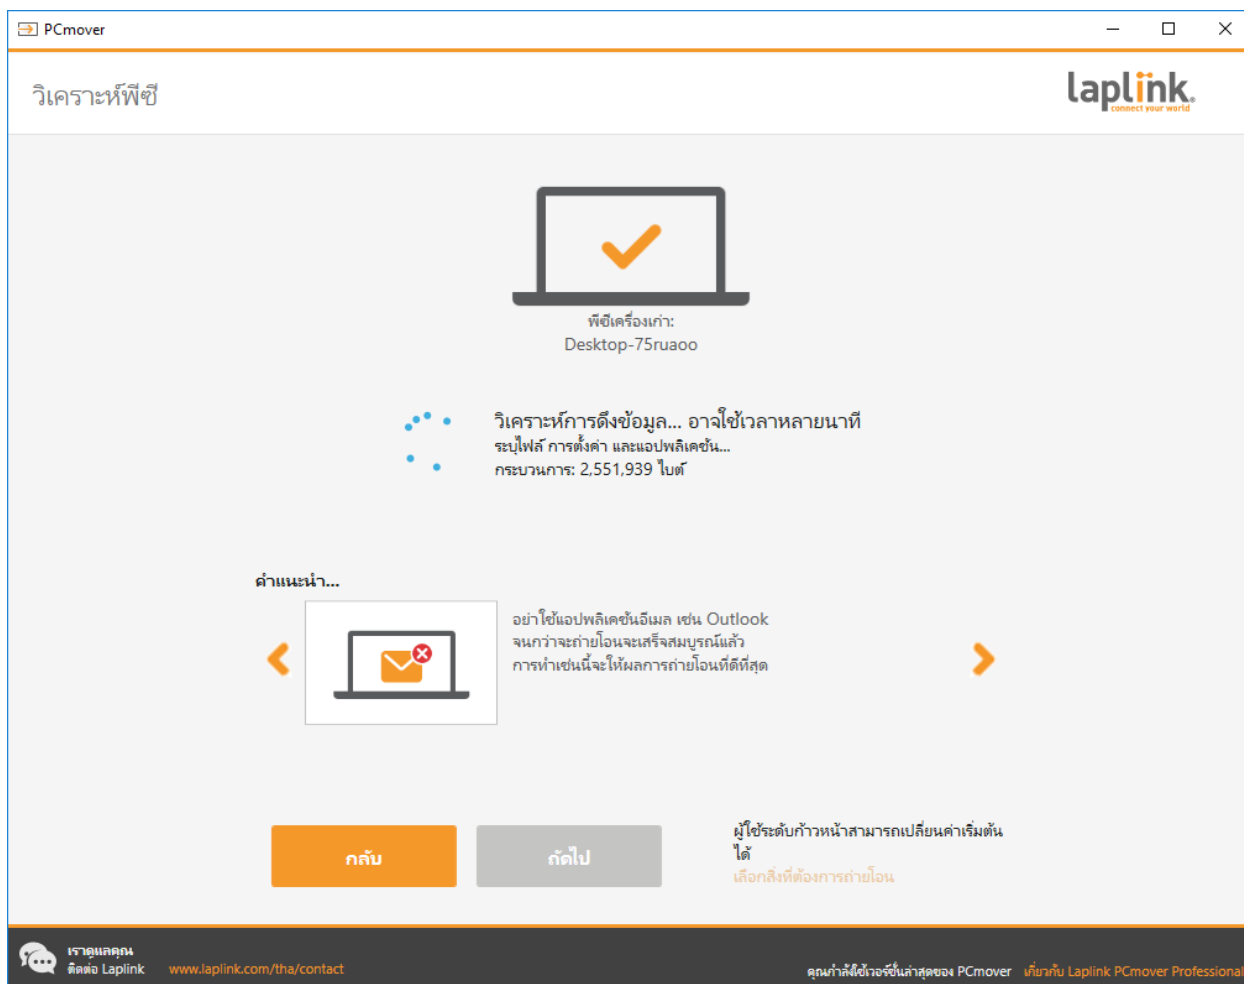 PCmover
วิเคราะห์พีซี
laplink.
connect your world
พีซีเครื่องเก่า:
Desktop-75ruaoo
วิเคราะห์การดึงข้อมูล... อาจใช้เวลาหลายนาที
ระบุไฟล์ การตั้งค่า และแอปพลิเคชัน...
กระบวนการ: 2,551,939 ไบต์
คำแนะนำ...
อย่าใช้แอปพลิเคชันอีเมล เช่น Outlook
จนกว่าจะถ่ายโอนจะเสร็จสมบูรณ์แล้ว
การทำเช่นนี้จะให้ผลการถ่ายโอนที่ดีที่สุด
กลับ
ถัดไป
ผู้ใช้ระดับก้าวหน้าสามารถเปลี่ยนค่าเริ่มต้น
ได้
เลือกสิ่งที่ต้องการถ่ายโอน
เราดูแลคุณ
ติดต่อ Laplink www.laplink.com/tha/contact
คุณกำลังใช้เวอร์ชั่นล่าสุดของ PCmover เกี่ยวกับ Laplink PCmover Professional